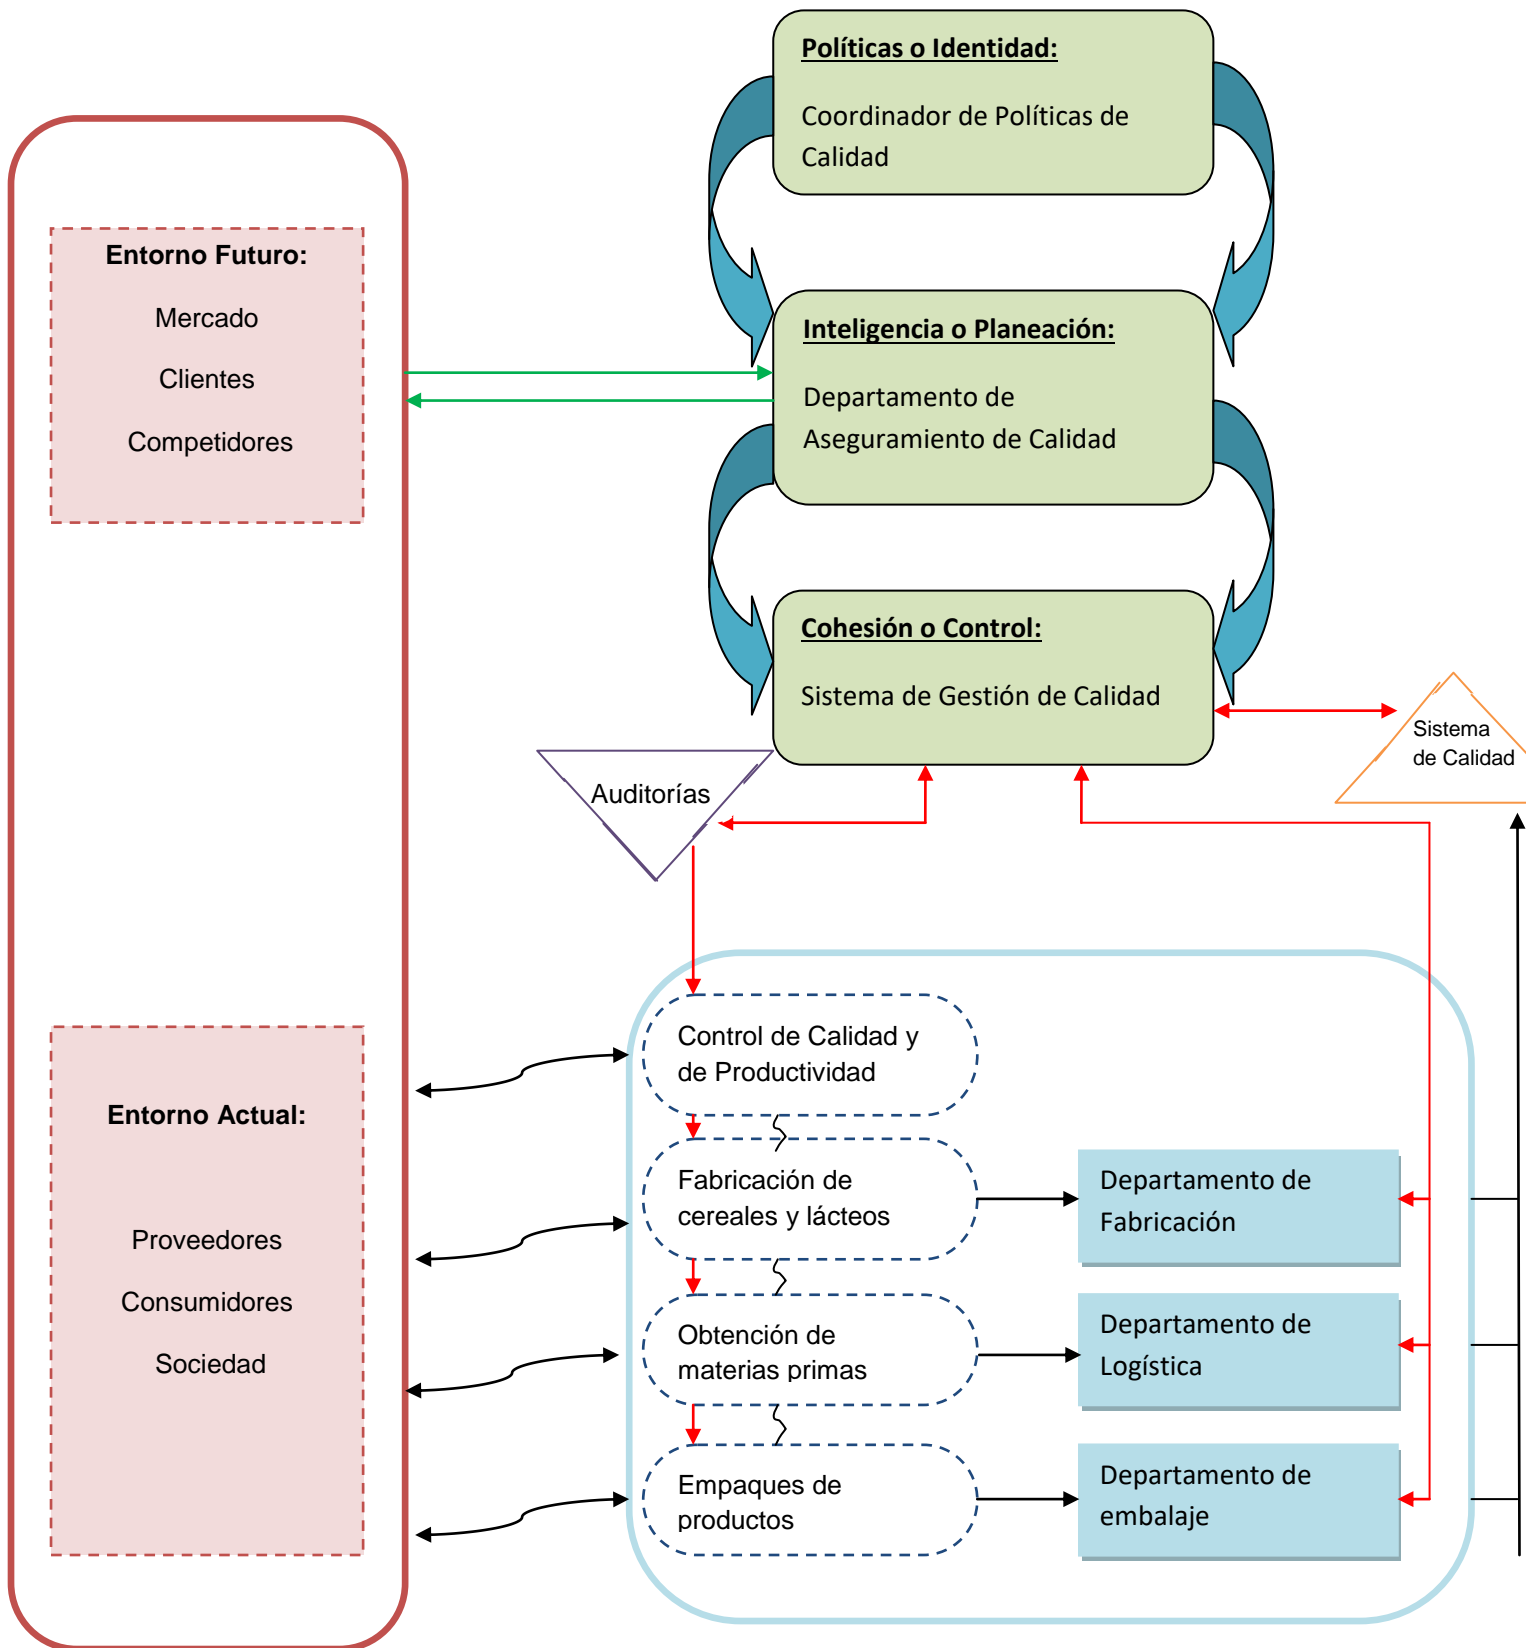 Políticas o Identidad:
Coordinador de Políticas de
Calidad
Entorno Futuro:
Mercado
Clientes
Competidores
Inteligencia o Planeación:
Departamento de
Aseguramiento de Calidad
Cohesión o Control:
Sistema de Gestión de Calidad
Sistema
de Calidad
Auditorías
Control de Calidad y
de Productividad
Entorno Actual:
Proveedores
Consumidores
Sociedad
Fabricación de
cereales y lácteos
Departamento de
Fabricación
Obtención de
materias primas
Departamento de
Logística
Empaques de
productos
Departamento de
embalaje